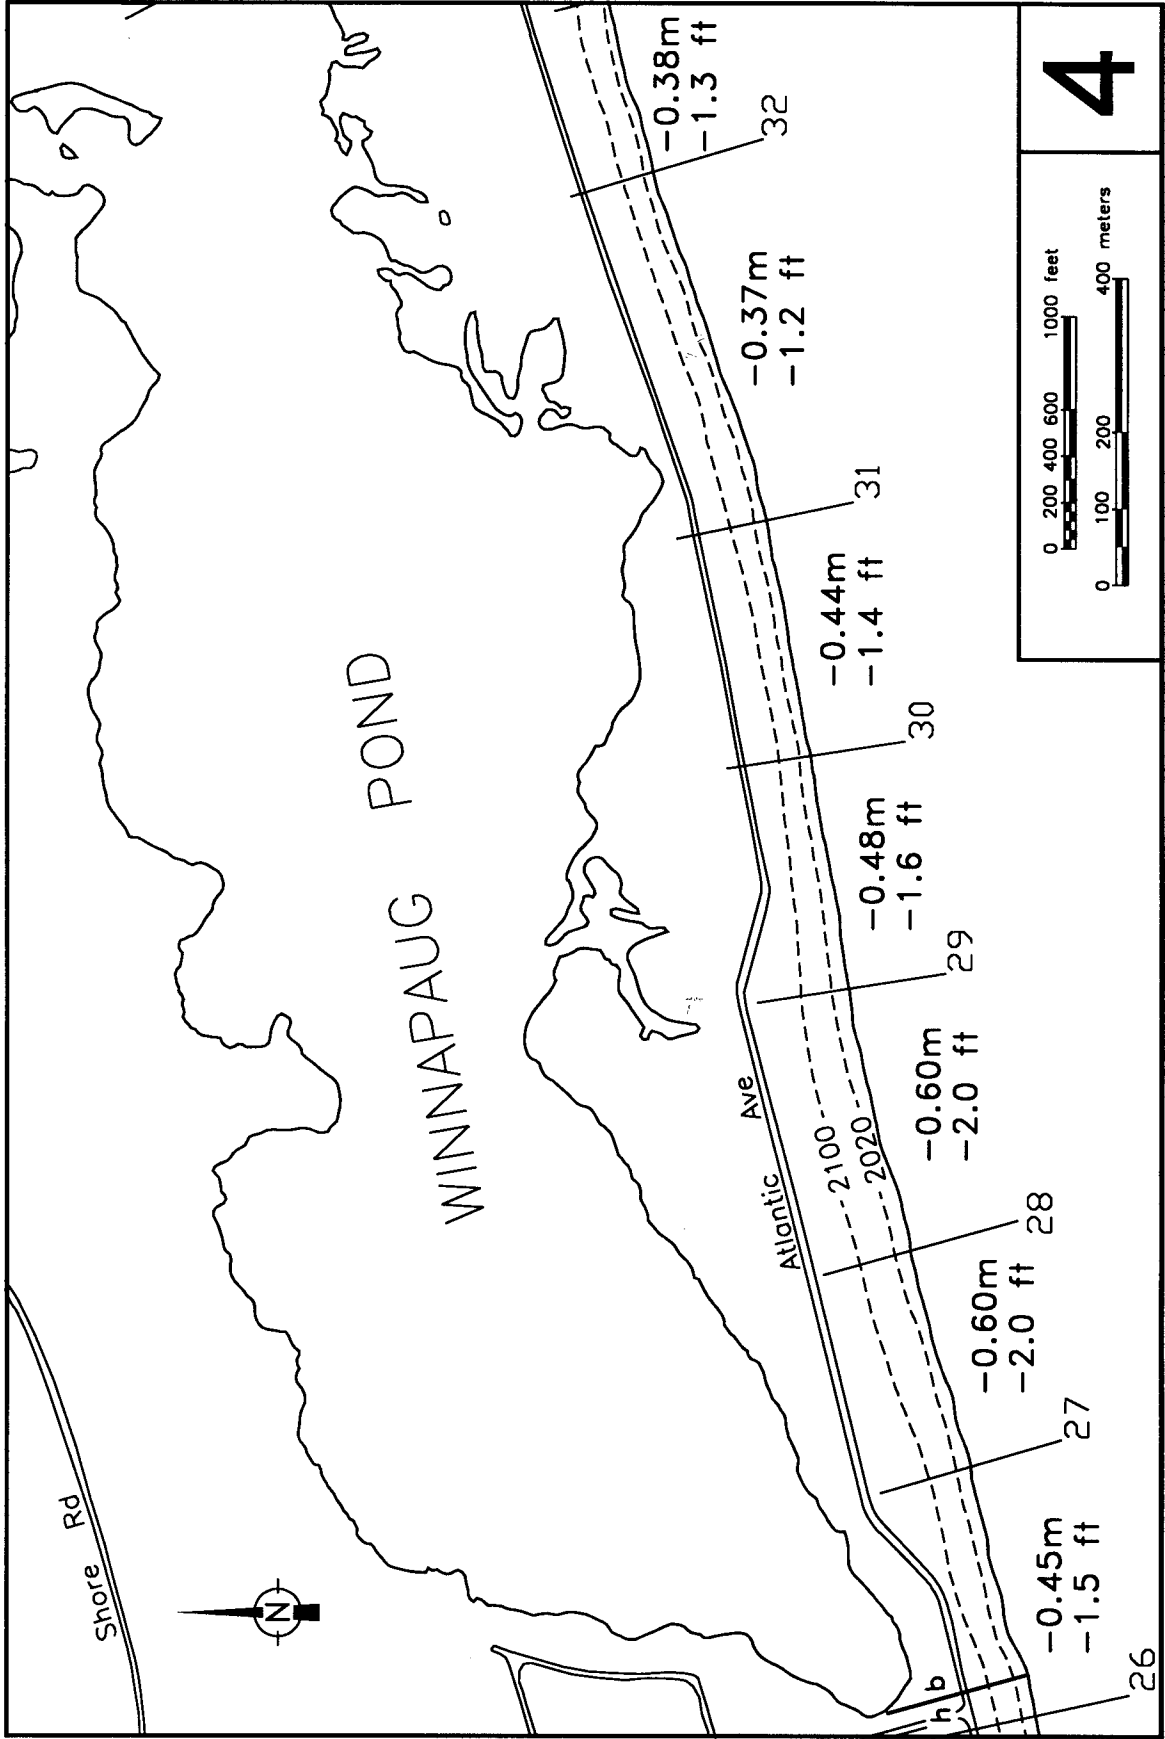 Shore Rd
N
WINNAPAUG POND
Atlantic Ave
2100
2020
h b
26
-0.45m
-1.5 ft
27
-0.60m
-2.0 ft
28
-0.60m
-2.0 ft
29
-0.48m
-1.6 ft
30
-0.44m
-1.4 ft
31
-0.37m
-1.2 ft
32
-0.38m
-1.3 ft
0 200 400 600 1000 feet
0 100 200 400 meters
4